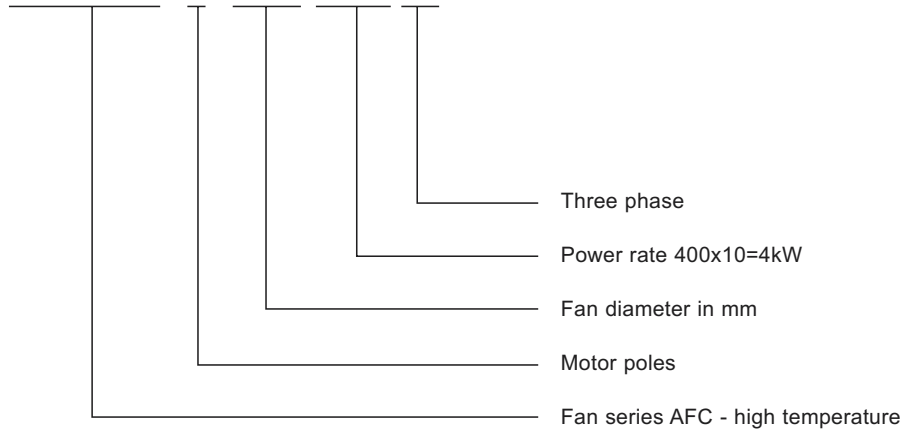 Three phase
Power rate 400x10=4kW
Fan diameter in mm
Motor poles
Fan series AFC - high temperature